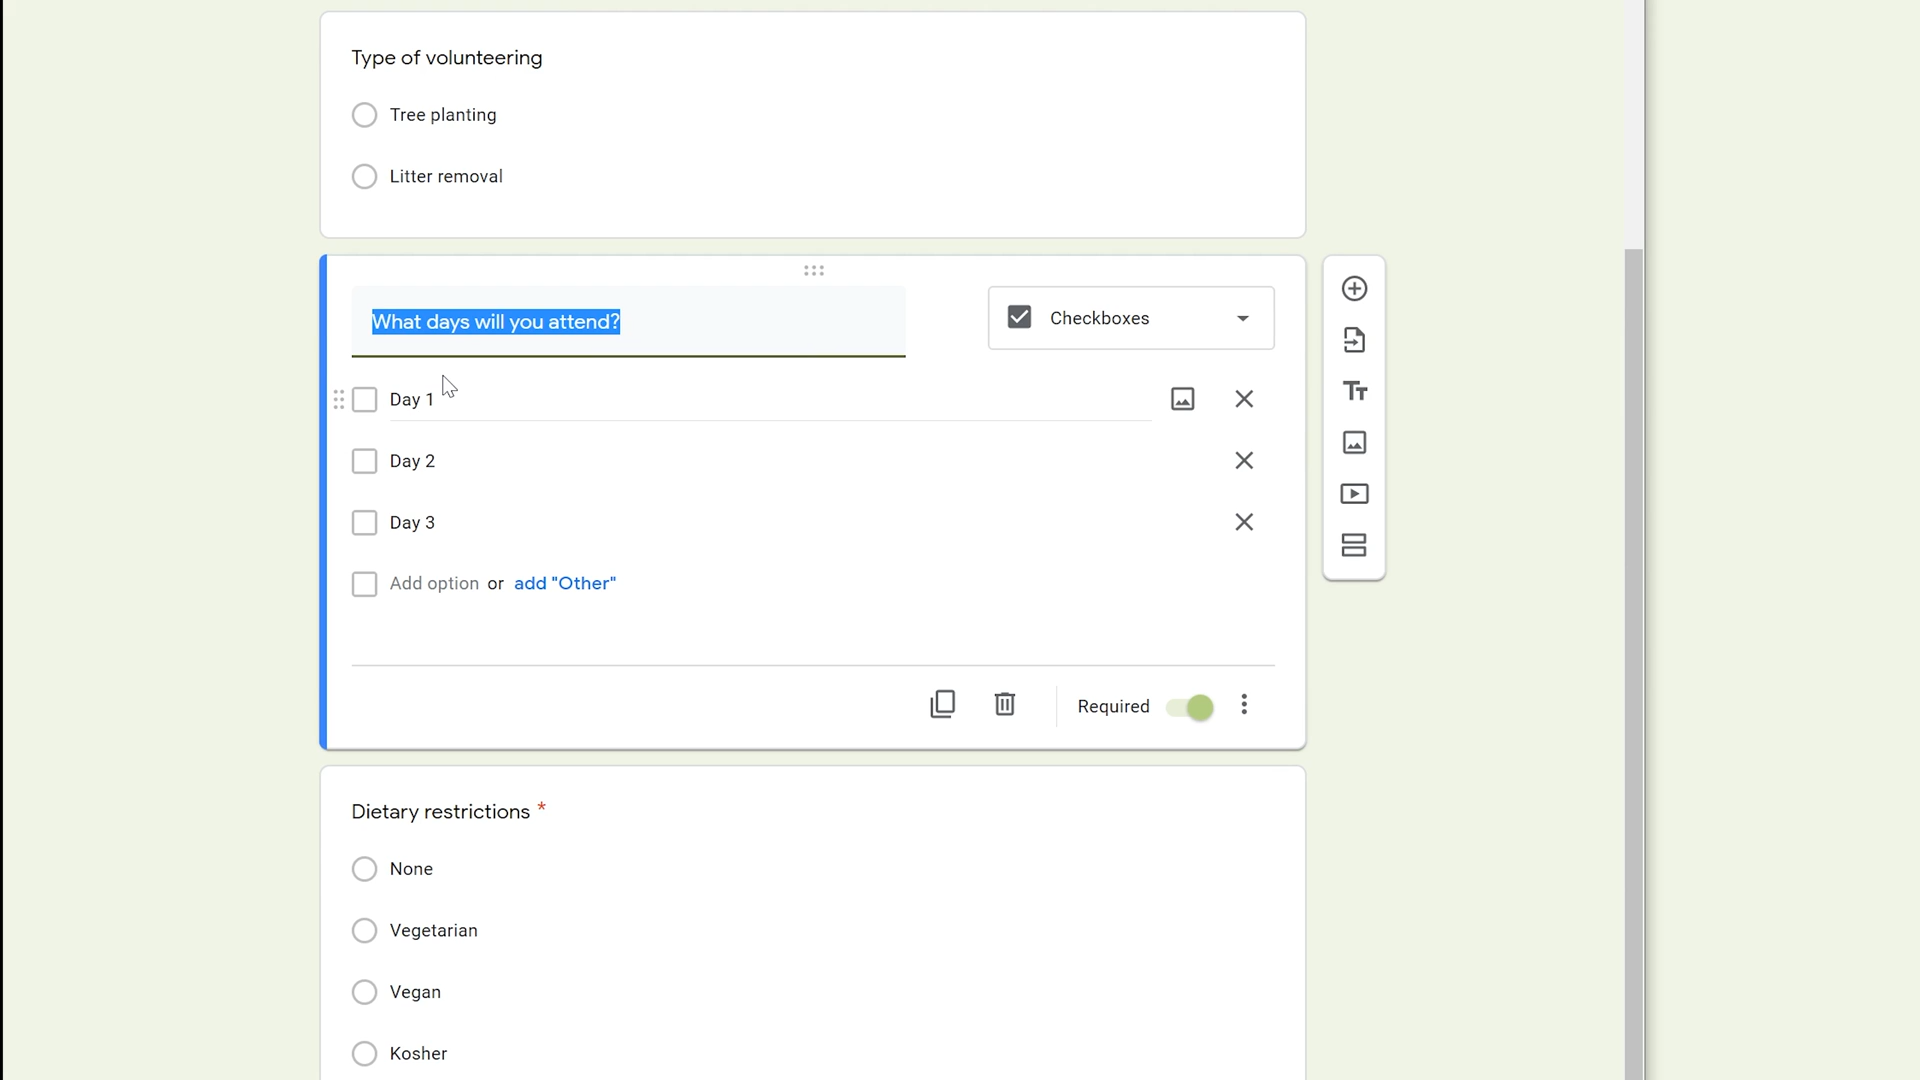 Type of volunteering
Tree planting
Litter removal
What days will you attend?
Checkboxes
Day 1
Day 2
Day 3
Add option or add "Other"
Required
Dietary restrictions *
None
Vegetarian
Vegan
Kosher